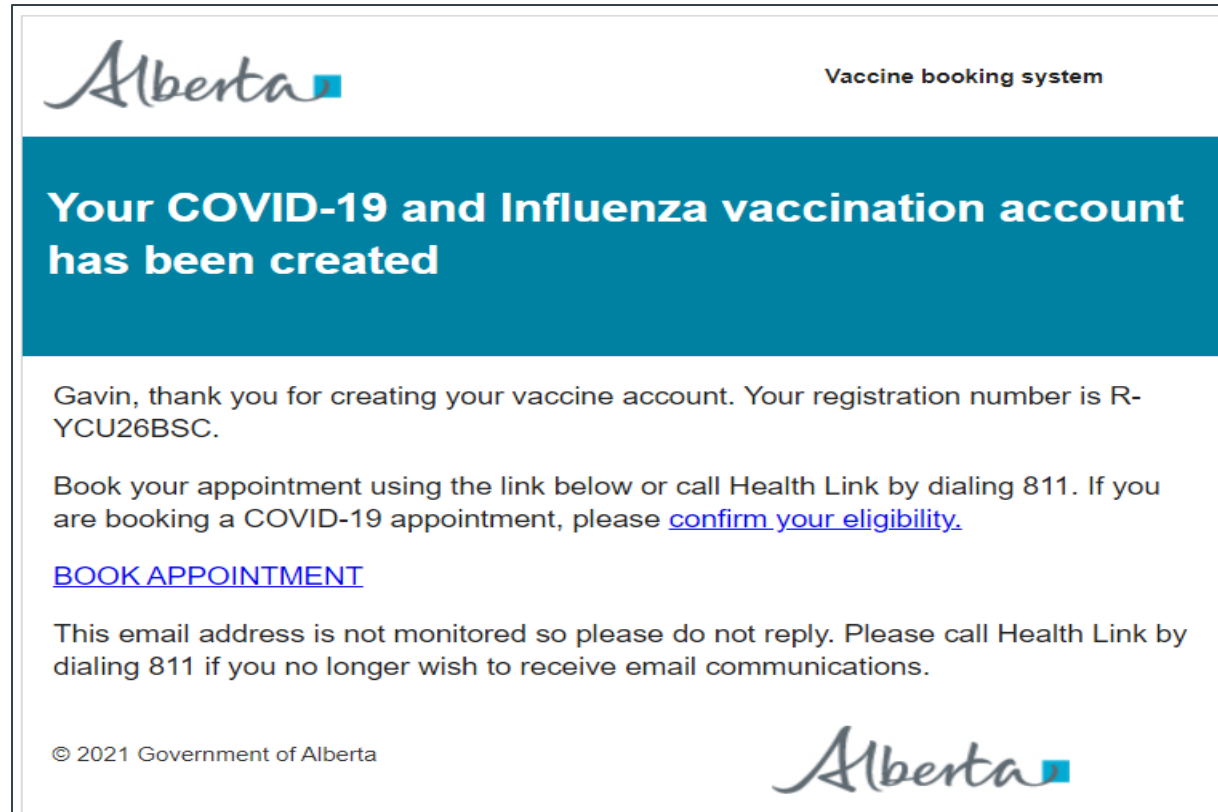 Alberta
Vaccine booking system
Your COVID-19 and Influenza vaccination account
has been created
Gavin, thank you for creating your vaccine account. Your registration number is R-
YCU26BSC.
Book your appointment using the link below or call Health Link by dialing 811. If you
are booking a COVID-19 appointment, please confirm your eligibility.
BOOK APPOINTMENT
This email address is not monitored so please do not reply. Please call Health Link by
dialing 811 if you no longer wish to receive email communications.
© 2021 Government of Alberta
Alberta